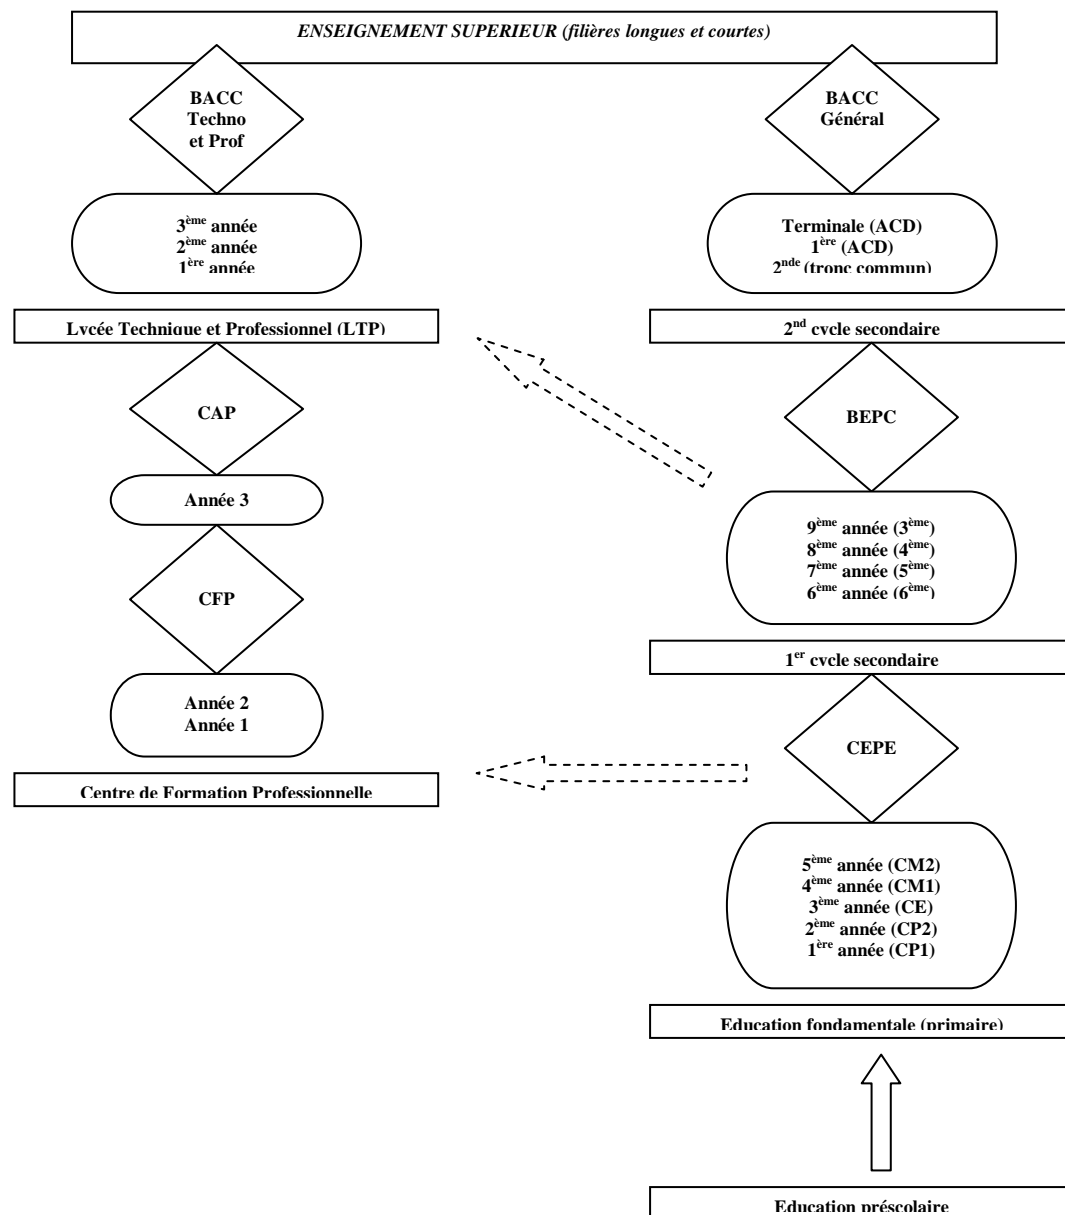 ENSEIGNEMENT SUPERIEUR (filières longues et courtes)
BACC
Techno
et Prof
3ème année
2ème année
1ère année
Lycée Technique et Professionnel (LTP)
CAP
Année 3
CFP
Année 2
Année 1
Centre de Formation Professionnelle
BACC
Général
Terminale (ACD)
1ère (ACD)
2nde (tronc commun)
2nd cycle secondaire
BEPC
9ème année (3ème)
8ème année (4ème)
7ème année (5ème)
6ème année (6ème)
1er cycle secondaire
CEPE
5ème année (CM2)
4ème année (CM1)
3ème année (CE)
2ème année (CP2)
1ère année (CP1)
Education fondamentale (primaire)
Education préscolaire